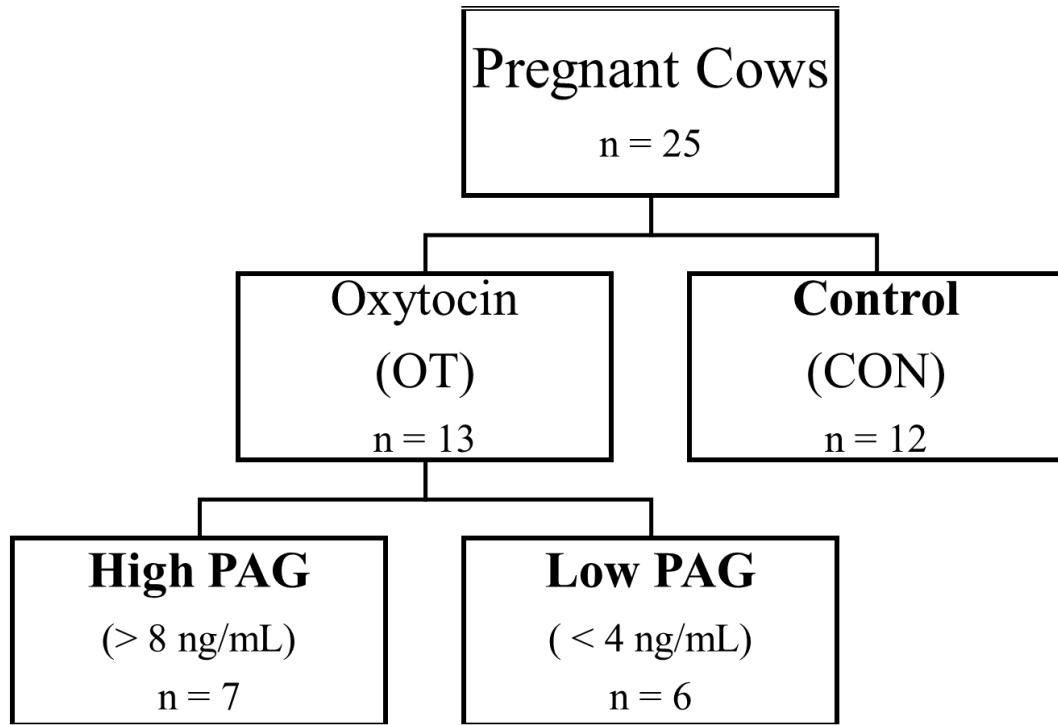 Pregnant Cows
n = 25
Oxytocin
(OT)
n = 13
Control
(CON)
n = 12
High PAG
(> 8 ng/mL)
n = 7
Low PAG
( < 4 ng/mL)
n = 6